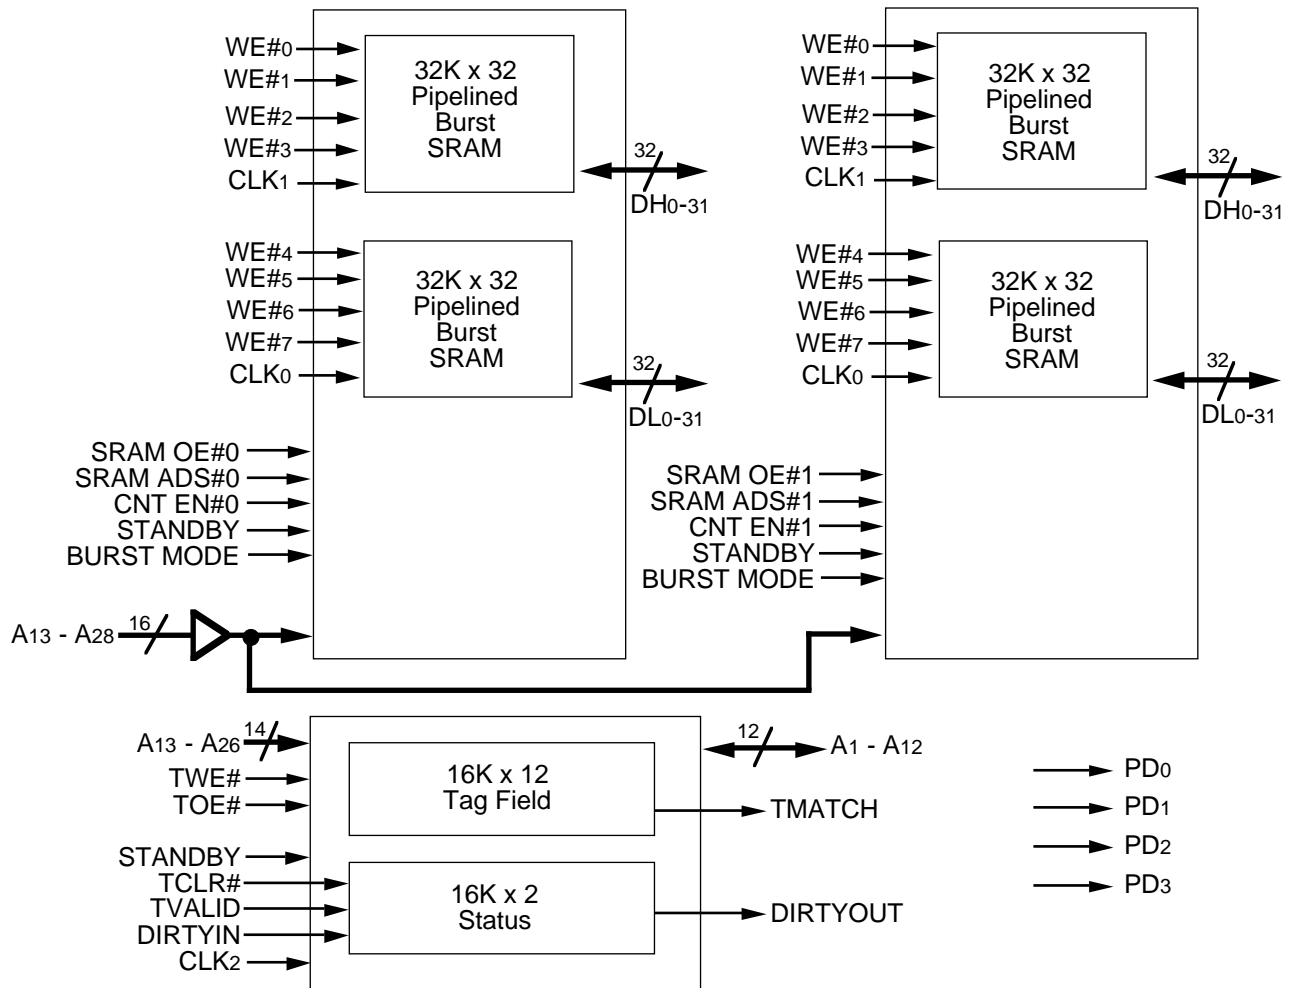 WE#0
WE#1
WE#2
WE#3
CLK1
32K x 32
Pipelined
Burst
SRAM
32
DH0-31
WE#4
WE#5
WE#6
WE#7
CLK0
32K x 32
Pipelined
Burst
SRAM
32
DL0-31
SRAM OE#0
SRAM ADS#0
CNT EN#0
STANDBY
BURST MODE
A13 - A28
16
WE#0
WE#1
WE#2
WE#3
CLK1
32K x 32
Pipelined
Burst
SRAM
32
DH0-31
WE#4
WE#5
WE#6
WE#7
CLK0
32K x 32
Pipelined
Burst
SRAM
32
DL0-31
SRAM OE#1
SRAM ADS#1
CNT EN#1
STANDBY
BURST MODE
A13 - A26
14
TWE#
TOE#
STANDBY
TCLR#
TVALID
DIRTYIN
CLK2
16K x 12
Tag Field
16K x 2
Status
12
A1 - A12
TMATCH
DIRTYOUT
PD0
PD1
PD2
PD3